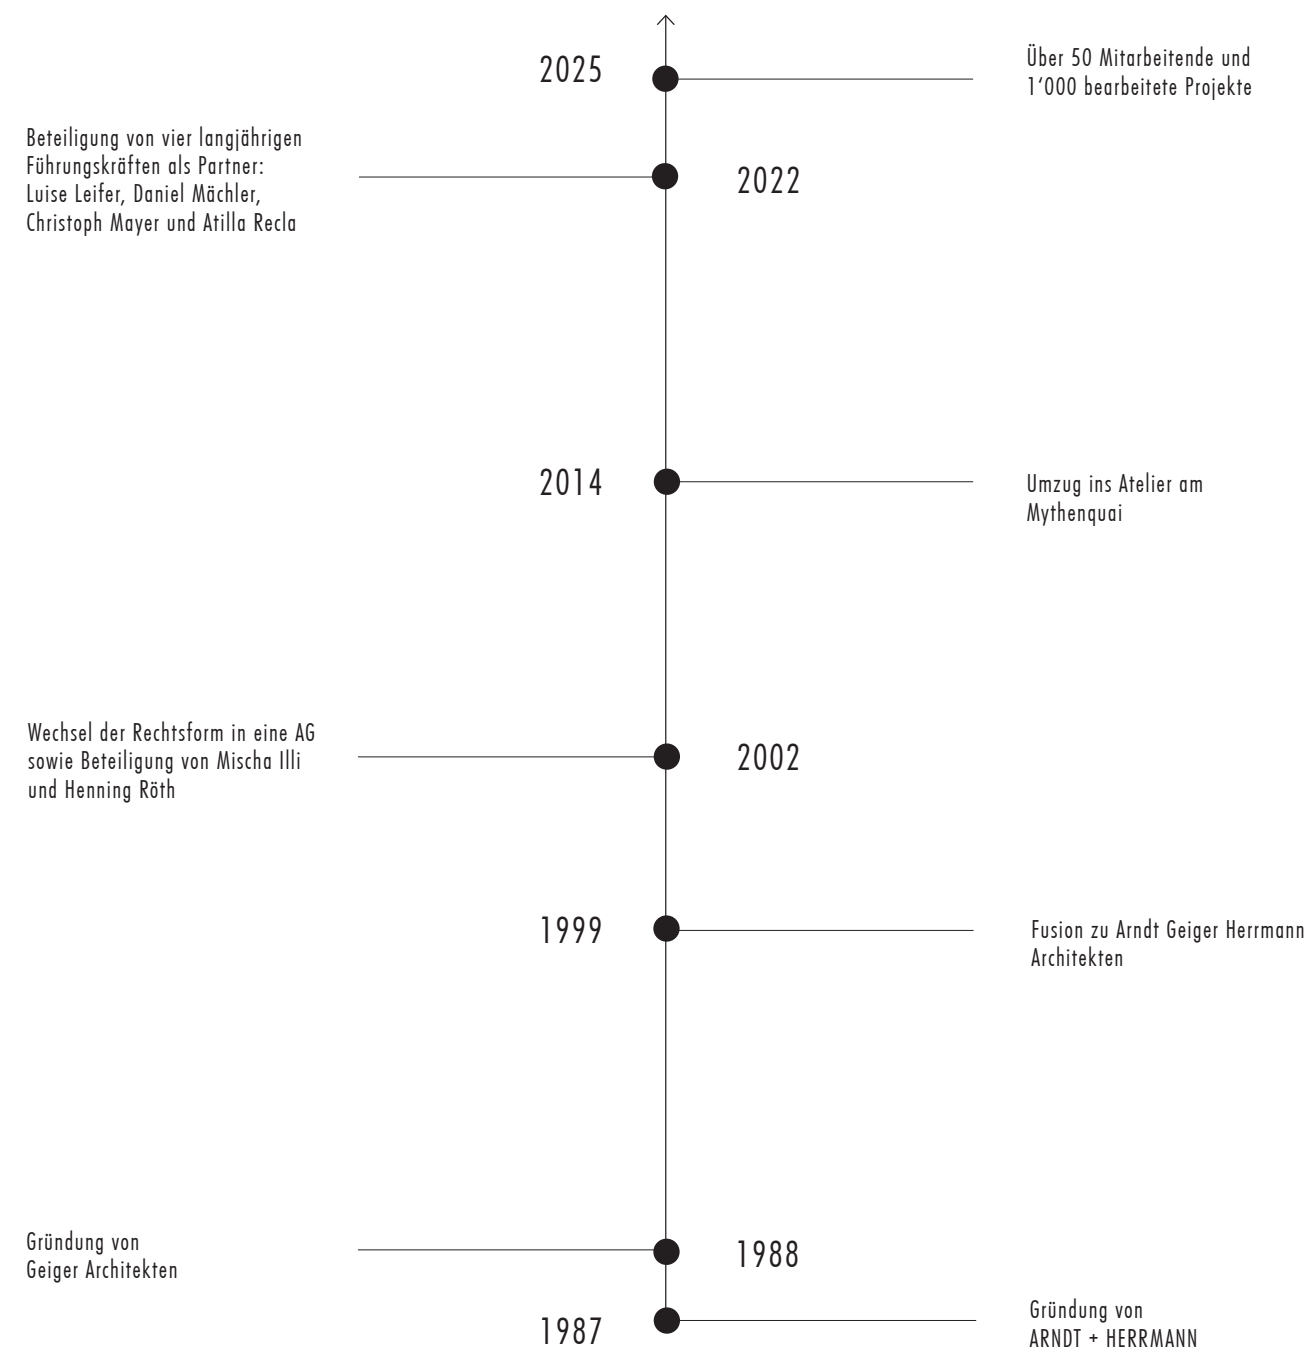 2025
Über 50 Mitarbeitende und
1‘000 bearbeitete Projekte
Beteiligung von vier langjährigen
Führungskräften als Partner:
Luise Leifer, Daniel Mächler,
Christoph Mayer und Atilla Recla
2022
2014
Umzug ins Atelier am
Mythenquai
Wechsel der Rechtsform in eine AG
sowie Beteiligung von Mischa Illi
und Henning Röth
2002
1999
Fusion zu Arndt Geiger Herrmann
Architekten
Gründung von
Geiger Architekten
1988
1987
Gründung von
ARNDT + HERRMANN